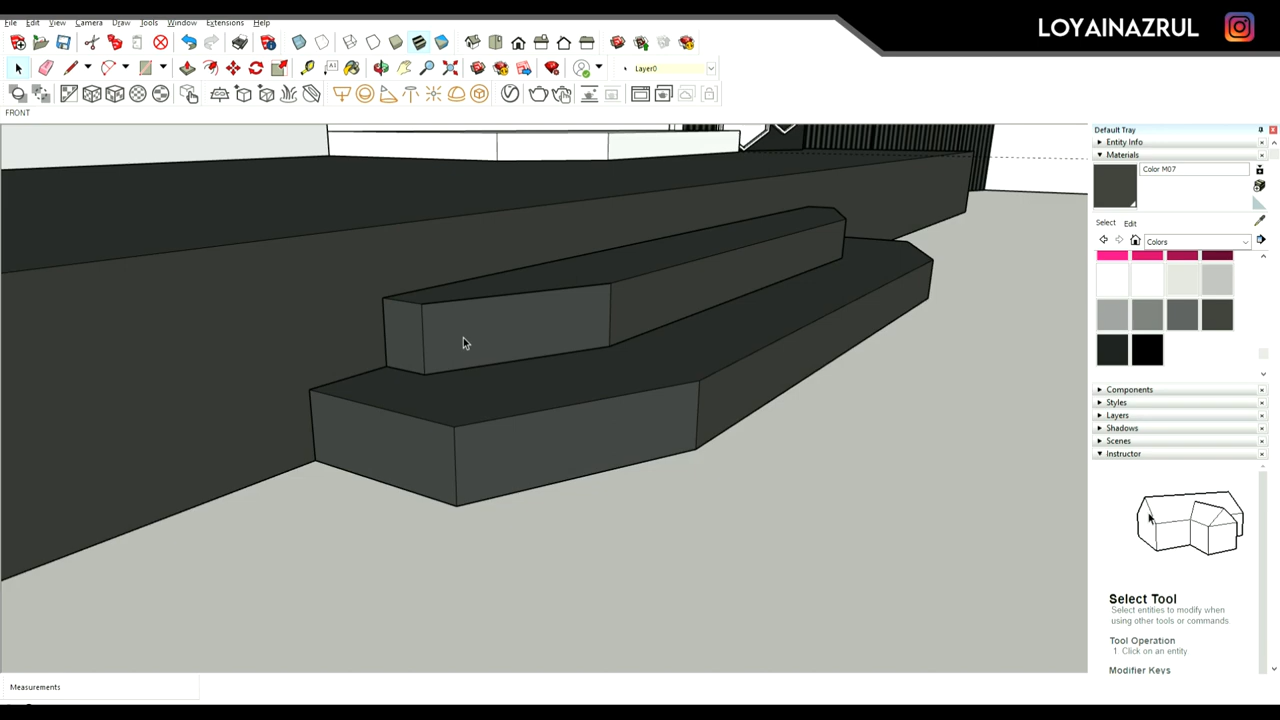 LOYAINAZRUL
File Edit View Camera Draw Tools Window Extensions Help
Layer0
FRONT
Default Tray
Entity Info
Materials
Color M07
Select Edit
Colors
Components
Styles
Layers
Shadows
Scenes
Instructor
Select Tool
Select entities to modify when
using other tools or commands
Tool Operation
1 Click on an entity
Modifier Keys
Measurements